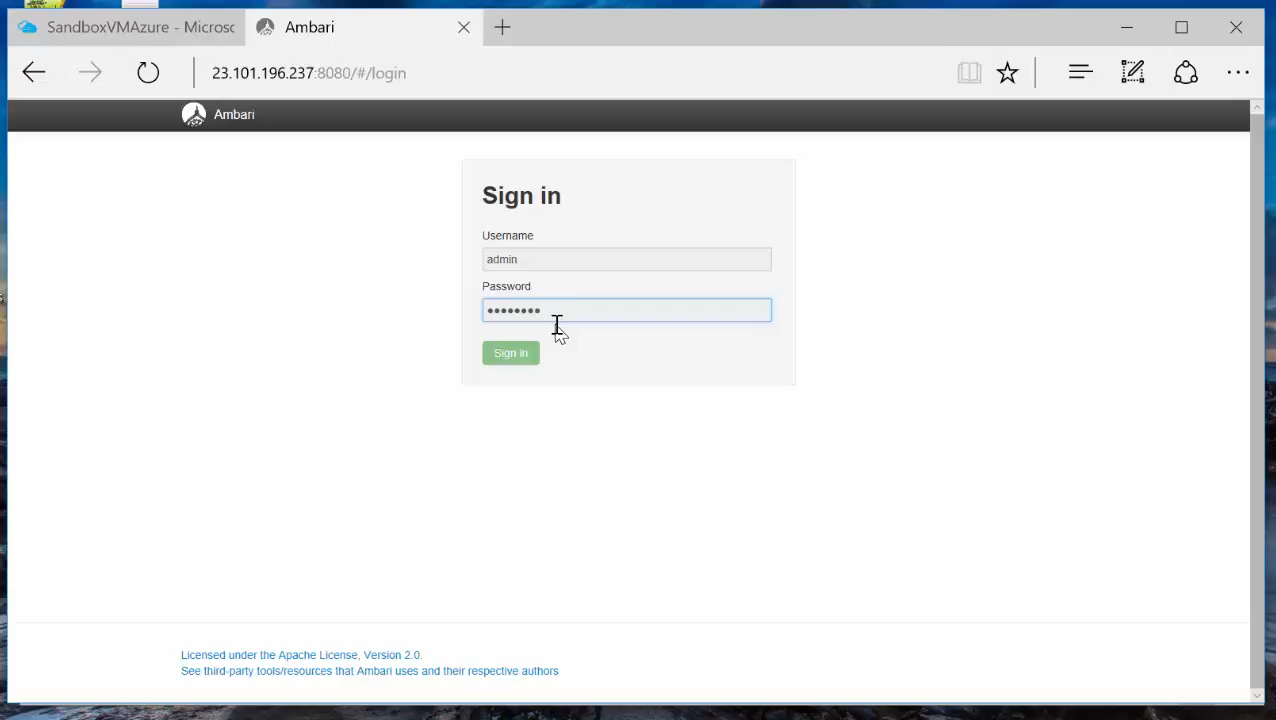 SandboxVMAzure - Microsc
Ambari
23.101.196.237:8080/#/login
Ambari
Sign in
Username
admin
Password
Sign in
Licensed under the Apache License, Version 2.0.
See third-party tools/resources that Ambari uses and their respective authors